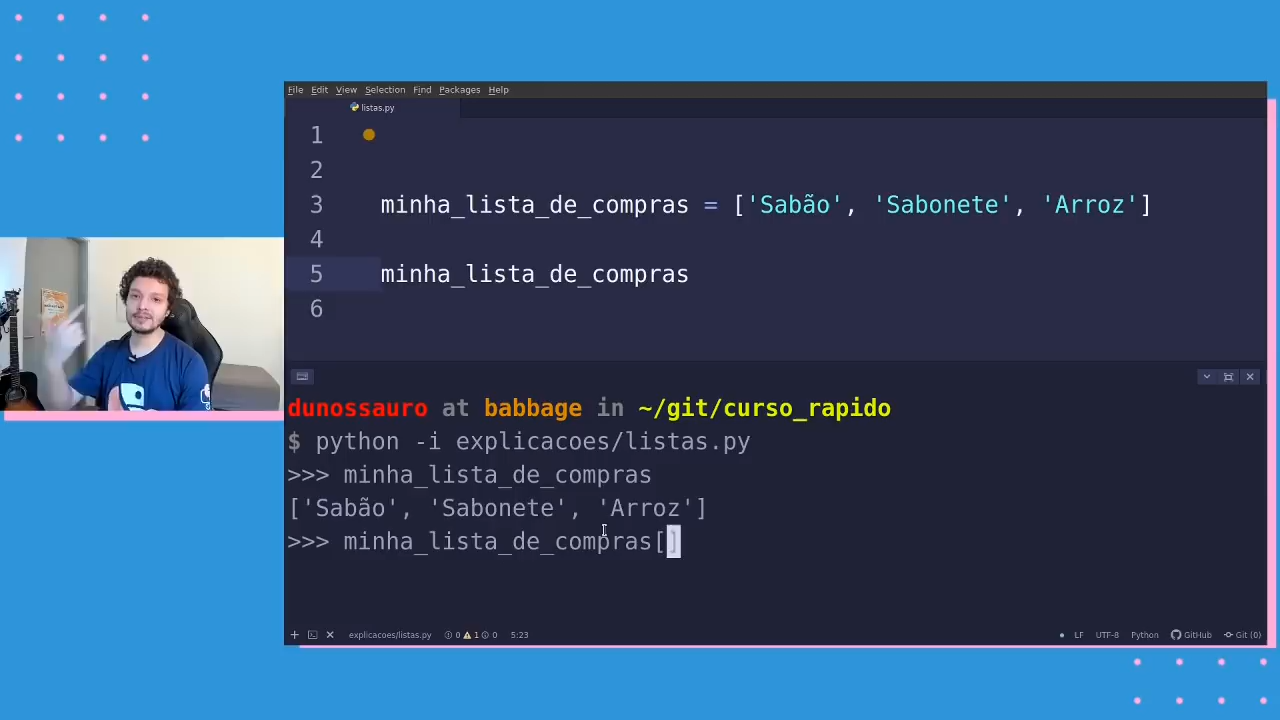 File Edit View Selection Find Packages Help
listas.py
1
2
3 minha_lista_de_compras = ['Sabão', 'Sabonete', 'Arroz']
4
5 minha_lista_de_compras
6
dunossauro at babbage in ~/git/curso_rapido
$ python -i explicacoes/listas.py
>>> minha_lista_de_compras
['Sabão', 'Sabonete', 'Arroz']
>>> minha_lista_de_compras[]
explicacoes/listas.py 0 1 0 5:23 LF UTF-8 Python GitHub Git (0)